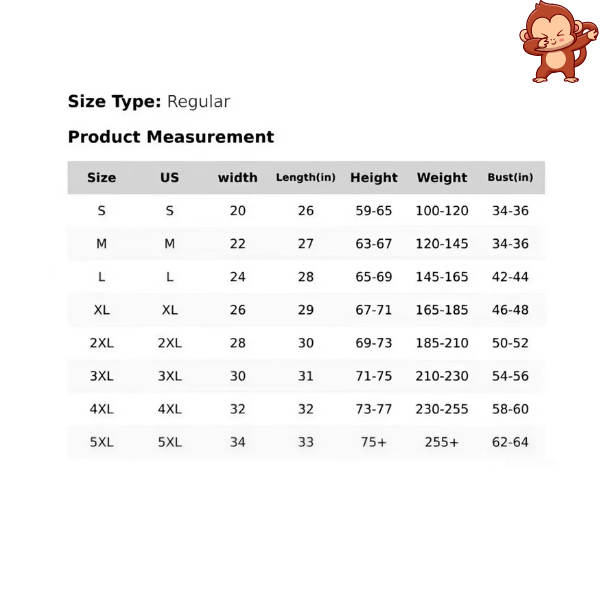 Size Type: Regular
Product Measurement
Size US width Length(in) Height Weight Bust(in)
S S 20 26 59-65 100-120 34-36
M M 22 27 63-67 120-145 34-36
L L 24 28 65-69 145-165 42-44
XL XL 26 29 67-71 165-185 46-48
2XL 2XL 28 30 69-73 185-210 50-52
3XL 3XL 30 31 71-75 210-230 54-56
4XL 4XL 32 32 73-77 230-255 58-60
5XL 5XL 34 33 75+ 255+ 62-64